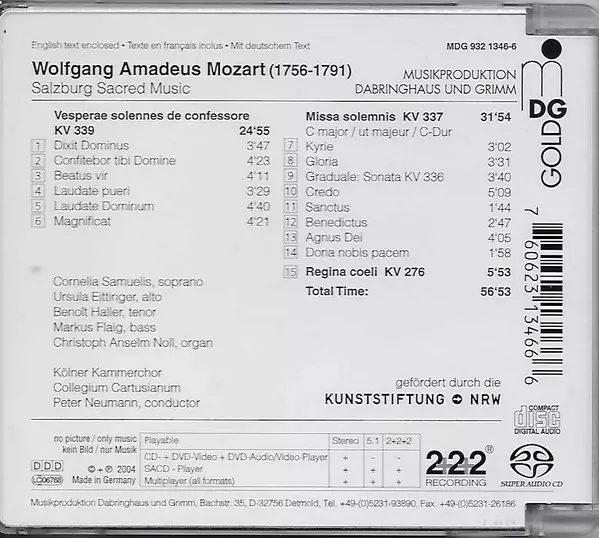 English text enclosed • Texte en français inclus • Mit deutschem Text
MDG 932 1346-6
Wolfgang Amadeus Mozart (1756-1791)
Salzburg Sacred Music
MUSIKPRODUKTION
DABRINGHAUS UND GRIMM
MDG GOLD
Vesperae solennes de confessore
KV 339 24'55
1 Dixit Dominus 3'47
2 Confitebor tibi Domine 4'23
3 Beatus vir 4'11
4 Laudate pueri 3'29
5 Laudate Dominum 4'40
6 Magnificat 4'21
Missa solemnis KV 337 31'54
C major / ut majeur / C-Dur
7 Kyrie 3'02
8 Gloria 3'31
9 Graduale: Sonata KV 336 3'40
10 Credo 5'09
11 Sanctus 1'44
12 Benedictus 2'47
13 Agnus Dei 4'05
14 Dona nobis pacem 1'58
15 Regina coeli KV 276 5'53
Total Time: 56'53
Cornelia Samuelis, soprano
Ursula Eittinger, alto
Benoît Haller, tenor
Markus Flaig, bass
Christoph Anselm Noll, organ
Kölner Kammerchor
Collegium Cartusianum
Peter Neumann, conductor
gefördert durch die
KUNSTSTIFTUNG NRW
7 60623 13466 6
COMPACT
disc
DIGITAL AUDIO
no picture / only music
kein Bild / nur Musik
Playable Stereo 5.1 2+2+2
CD- + DVD-Video + DVD-Audio/Video-Player + - -
SACD - Player + - -
Multiplayer (all formats) + + +
DDD
LC06768
© + ℗ 2004
Made in Germany
2+2+2®
RECORDING
SUPER AUDIO CD
Musikproduktion Dabringhaus und Grimm, Bachstr. 35, D-32756 Detmold, Tel. +49-(0)5231-93890, Fax. +49-(0)5231-26186